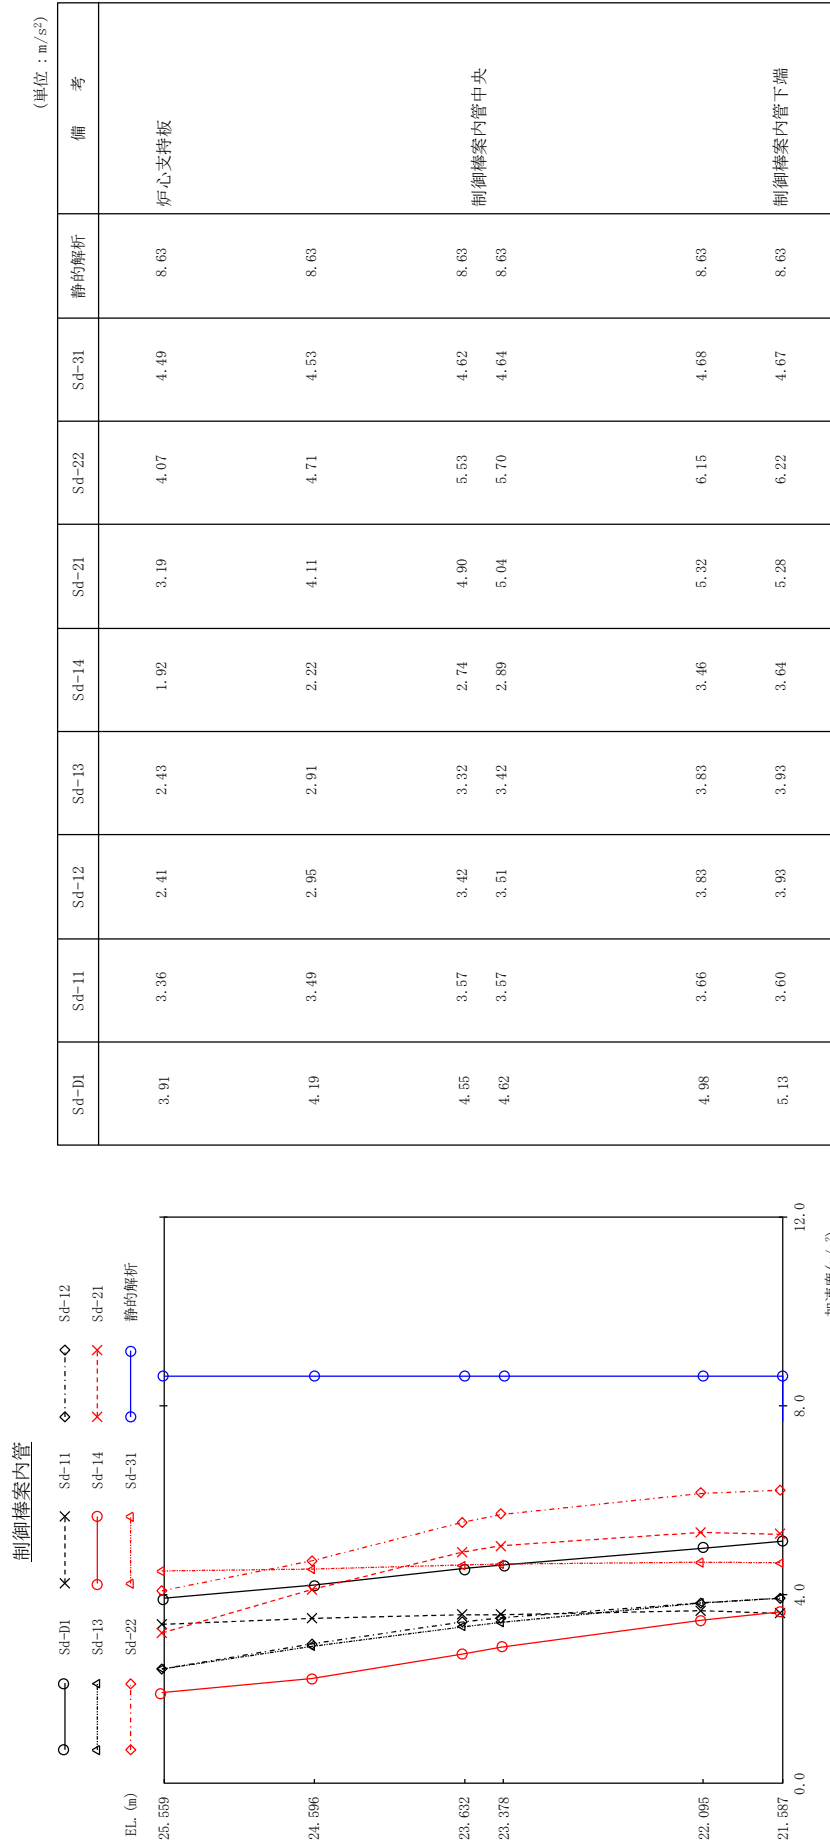 制御棒案内管
Sd-D1 Sd-11 Sd-12
Sd-13 Sd-14 Sd-21
Sd-22 Sd-31 静的解析
EL.(m)
25.559
24.596
23.632
23.378
22.095
21.587
0.0 4.0 8.0 12.0
(単位：m/s²)
Sd-D1 Sd-11 Sd-12 Sd-13 Sd-14 Sd-21 Sd-22 Sd-31 静的解析 備 考
3.91 3.36 2.41 2.43 1.92 3.19 4.07 4.49 8.63 炉心支持板
4.19 3.49 2.95 2.91 2.22 4.11 4.71 4.53 8.63
4.55 3.57 3.42 3.32 2.74 4.90 5.53 4.62 8.63 制御棒案内管中央
4.62 3.57 3.51 3.42 2.89 5.04 5.70 4.64 8.63
4.98 3.66 3.83 3.83 3.46 5.32 6.15 4.68 8.63
5.13 3.60 3.93 3.93 3.64 5.28 6.22 4.67 8.63 制御棒案内管下端